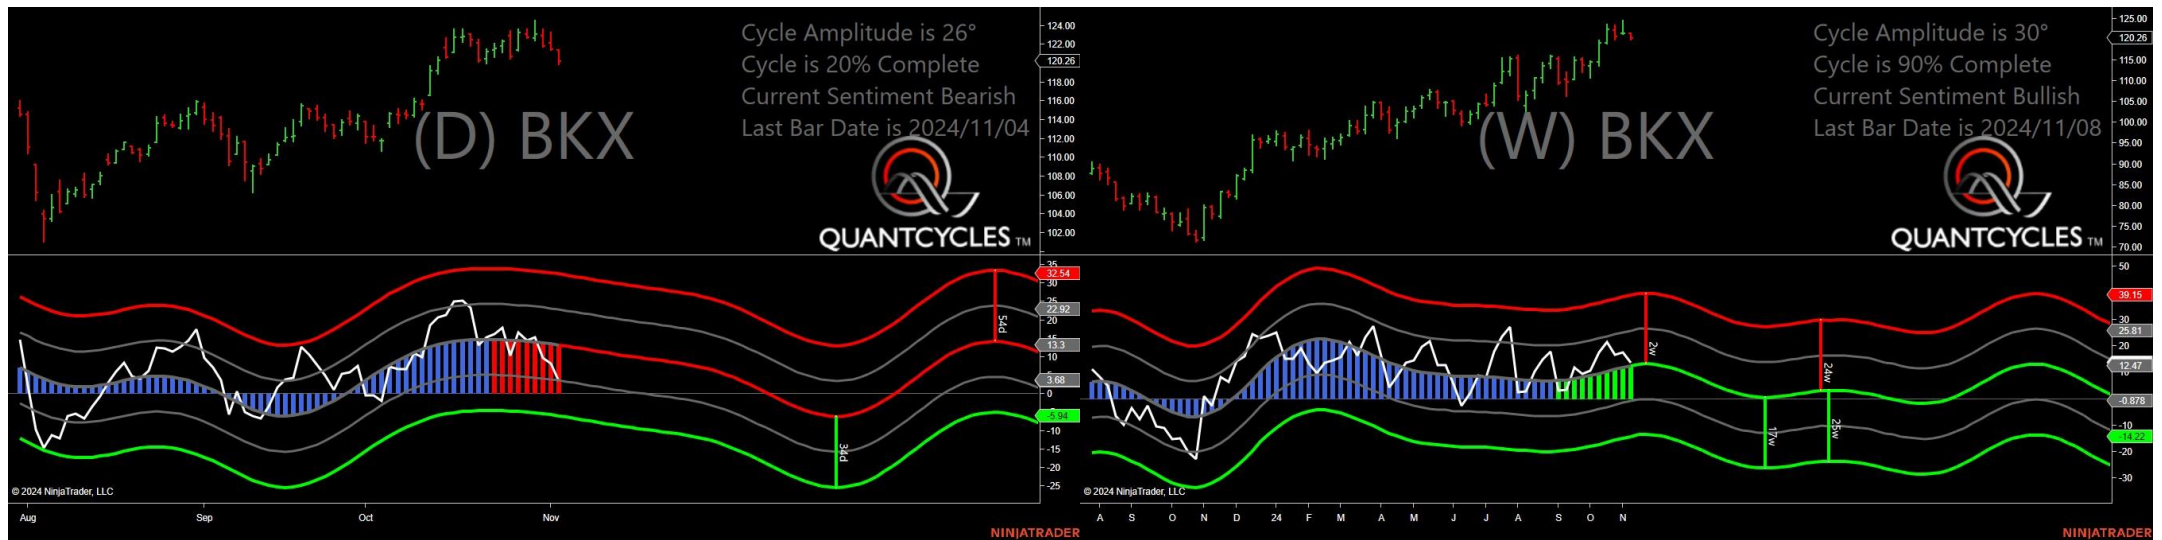 Cycle Amplitude is 26°
Cycle is 20% Complete
Current Sentiment Bearish
Last Bar Date is 2024/11/04
(D) BKX
QUANTCYCLES TM
124.00
122.00
120.26
118.00
116.00
114.00
112.00
110.00
108.00
106.00
104.00
102.00
35
32.54
30
25
22.92
20
15
13.3
10
5
3.68
0
-5.94
-10
-15
-20
-25
54d
34d
© 2024 NinjaTrader, LLC
Aug Sep Oct Nov
NINJATRADER
Cycle Amplitude is 30°
Cycle is 90% Complete
Current Sentiment Bullish
Last Bar Date is 2024/11/08
(W) BKX
QUANTCYCLES TM
125.00
120.26
115.00
110.00
105.00
100.00
95.00
90.00
85.00
80.00
75.00
70.00
50
39.15
30
25.81
20
12.47
10
-0.878
-10
-14.22
-20
-30
2w
24w
17w
25w
© 2024 NinjaTrader, LLC
A S O N D 24 F M A M J J A S O N
NINJATRADER